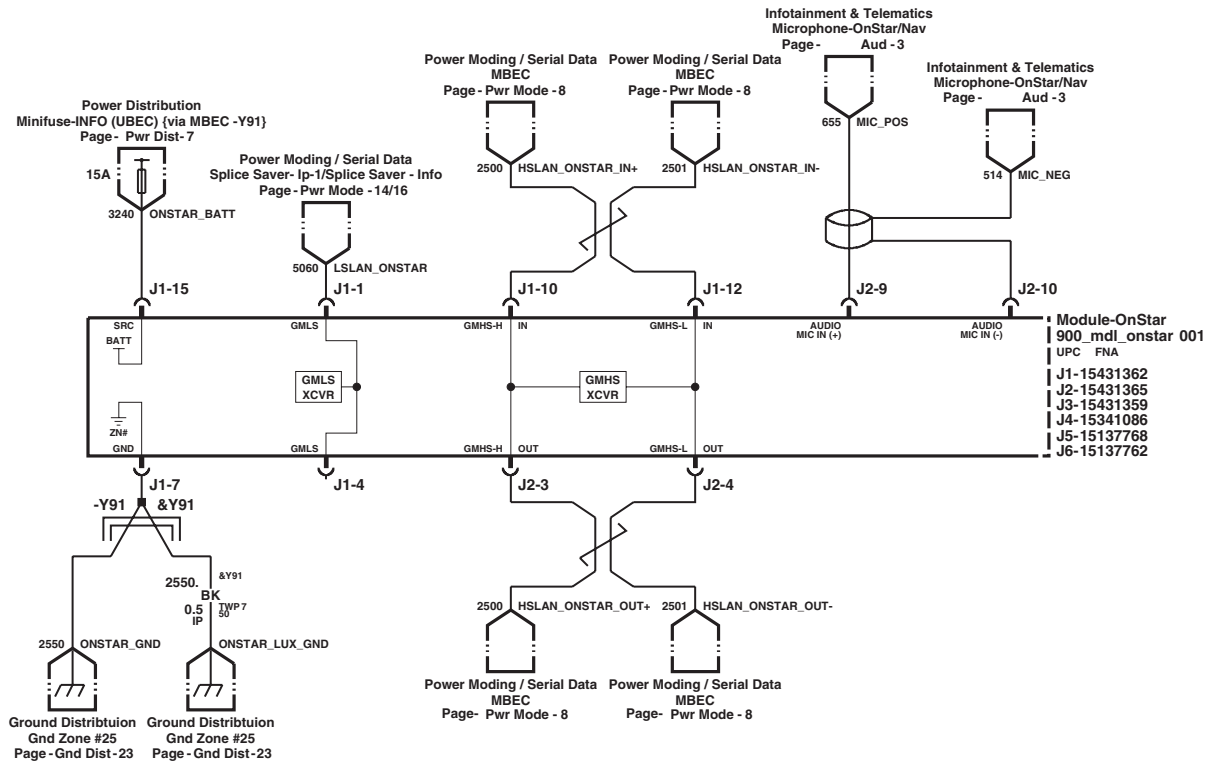 Infotainment & Telematics
Microphone-OnStar/Nav
Page - Aud - 3
Power Moding / Serial Data
MBEC
Page - Pwr Mode - 8
Power Moding / Serial Data
MBEC
Page - Pwr Mode - 8
Infotainment & Telematics
Microphone-OnStar/Nav
Page - Aud - 3
Power Distribution
Minifuse-INFO (UBEC) {via MBEC -Y91}
Page - Pwr Dist- 7
15A
3240 ONSTAR_BATT
Power Moding / Serial Data
Splice Saver- Ip-1/Splice Saver - Info
Page - Pwr Mode - 14/16
5060 LSLAN_ONSTAR
2500 HSLAN_ONSTAR_IN+
2501 HSLAN_ONSTAR_IN-
655 MIC_POS
514 MIC_NEG
J1-15
J1-1
J1-10
J1-12
J2-9
J2-10
SRC
BATT
GMLS
GMHS-H IN
GMHS-L IN
AUDIO
MIC IN (+)
AUDIO
MIC IN (-)
GMLS
XCVR
GMHS
XCVR
ZN#
GND
GMLS
GMHS-H OUT
GMHS-L OUT
Module-OnStar
900_mdl_onstar 001
UPC FNA
J1-15431362
J2-15431365
J3-15431359
J4-15341086
J5-15137768
J6-15137762
J1-7
J1-4
J2-3
J2-4
-Y91 &Y91
&Y91
2550.
BK
0.5 TWP 7
IP 50
2550 ONSTAR_GND
ONSTAR_LUX_GND
2500 HSLAN_ONSTAR_OUT+
2501 HSLAN_ONSTAR_OUT-
Power Moding / Serial Data
MBEC
Page- Pwr Mode - 8
Power Moding / Serial Data
MBEC
Page- Pwr Mode - 8
Ground Distribtuion
Gnd Zone #25
Page - Gnd Dist - 23
Ground Distribtuion
Gnd Zone #25
Page - Gnd Dist - 23